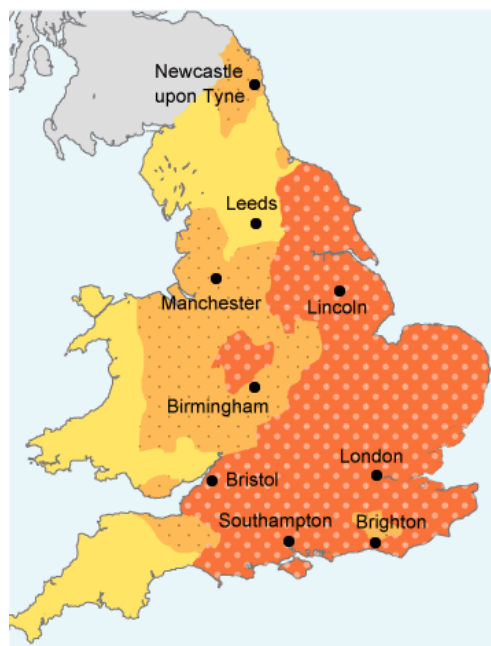 Newcastle
upon Tyne
Leeds
Manchester
Lincoln
Birmingham
London
Bristol
Southampton
Brighton